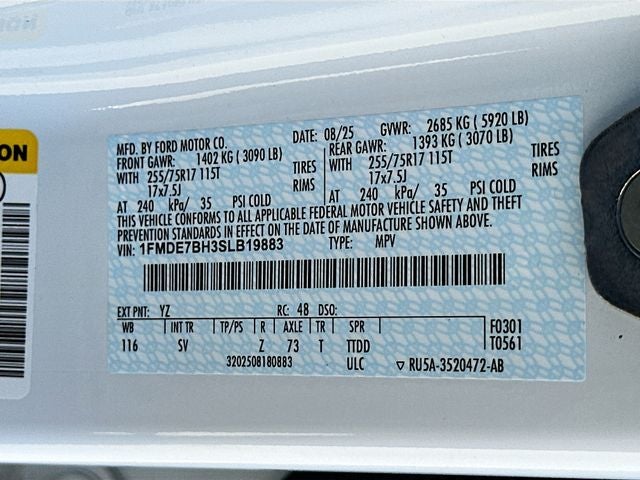 ION
MFD. BY FORD MOTOR CO.
DATE: 08/25 GVWR: 2685 KG ( 5920 LB)
FRONT GAWR: 1402 KG ( 3090 LB) REAR GAWR: 1393 KG ( 3070 LB)
WITH 255/75R17 115T TIRES WITH 255/75R17 115T TIRES
17x7.5J RIMS 17x7.5J RIMS
AT 240 kPa/ 35 PSI COLD AT 240 kPa/ 35 PSI COLD
THIS VEHICLE CONFORMS TO ALL APPLICABLE FEDERAL MOTOR VEHICLE SAFETY AND THEFT
PREVENTION STANDARDS IN EFFECT ON THE DATE OF MANUFACTURE SHOWN ABOVE.
VIN: 1FMDE7BH3SLB19883 TYPE: MPV
EXT PNT: YZ RC: 48 DSO:
WB INT TR TP/PS R AXLE TR SPR F0301
116 SV Z 73 T TTDD T0561
3202508180883 ULC ▽ RU5A-3520472-AB